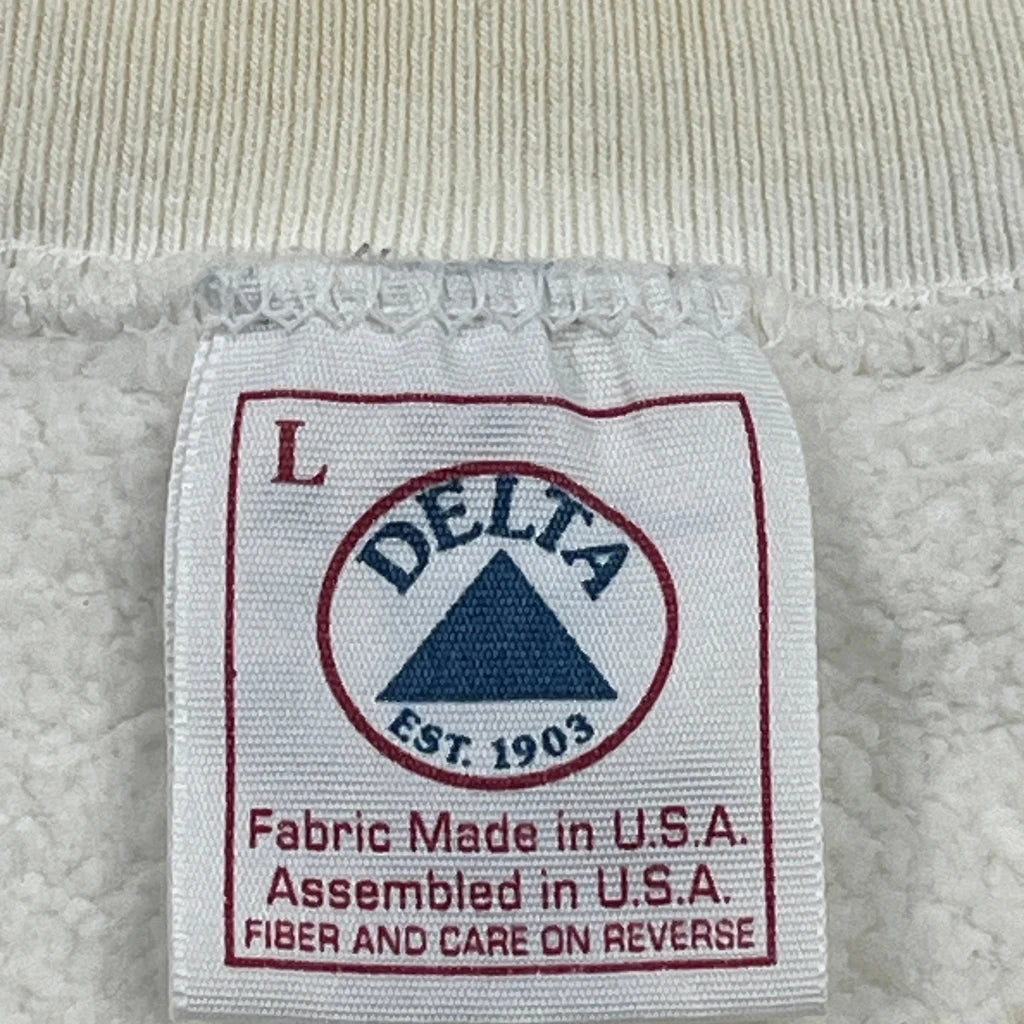 L
DELTA
EST. 1903
Fabric Made in U.S.A.
Assembled in U.S.A.
FIBER AND CARE ON REVERSE